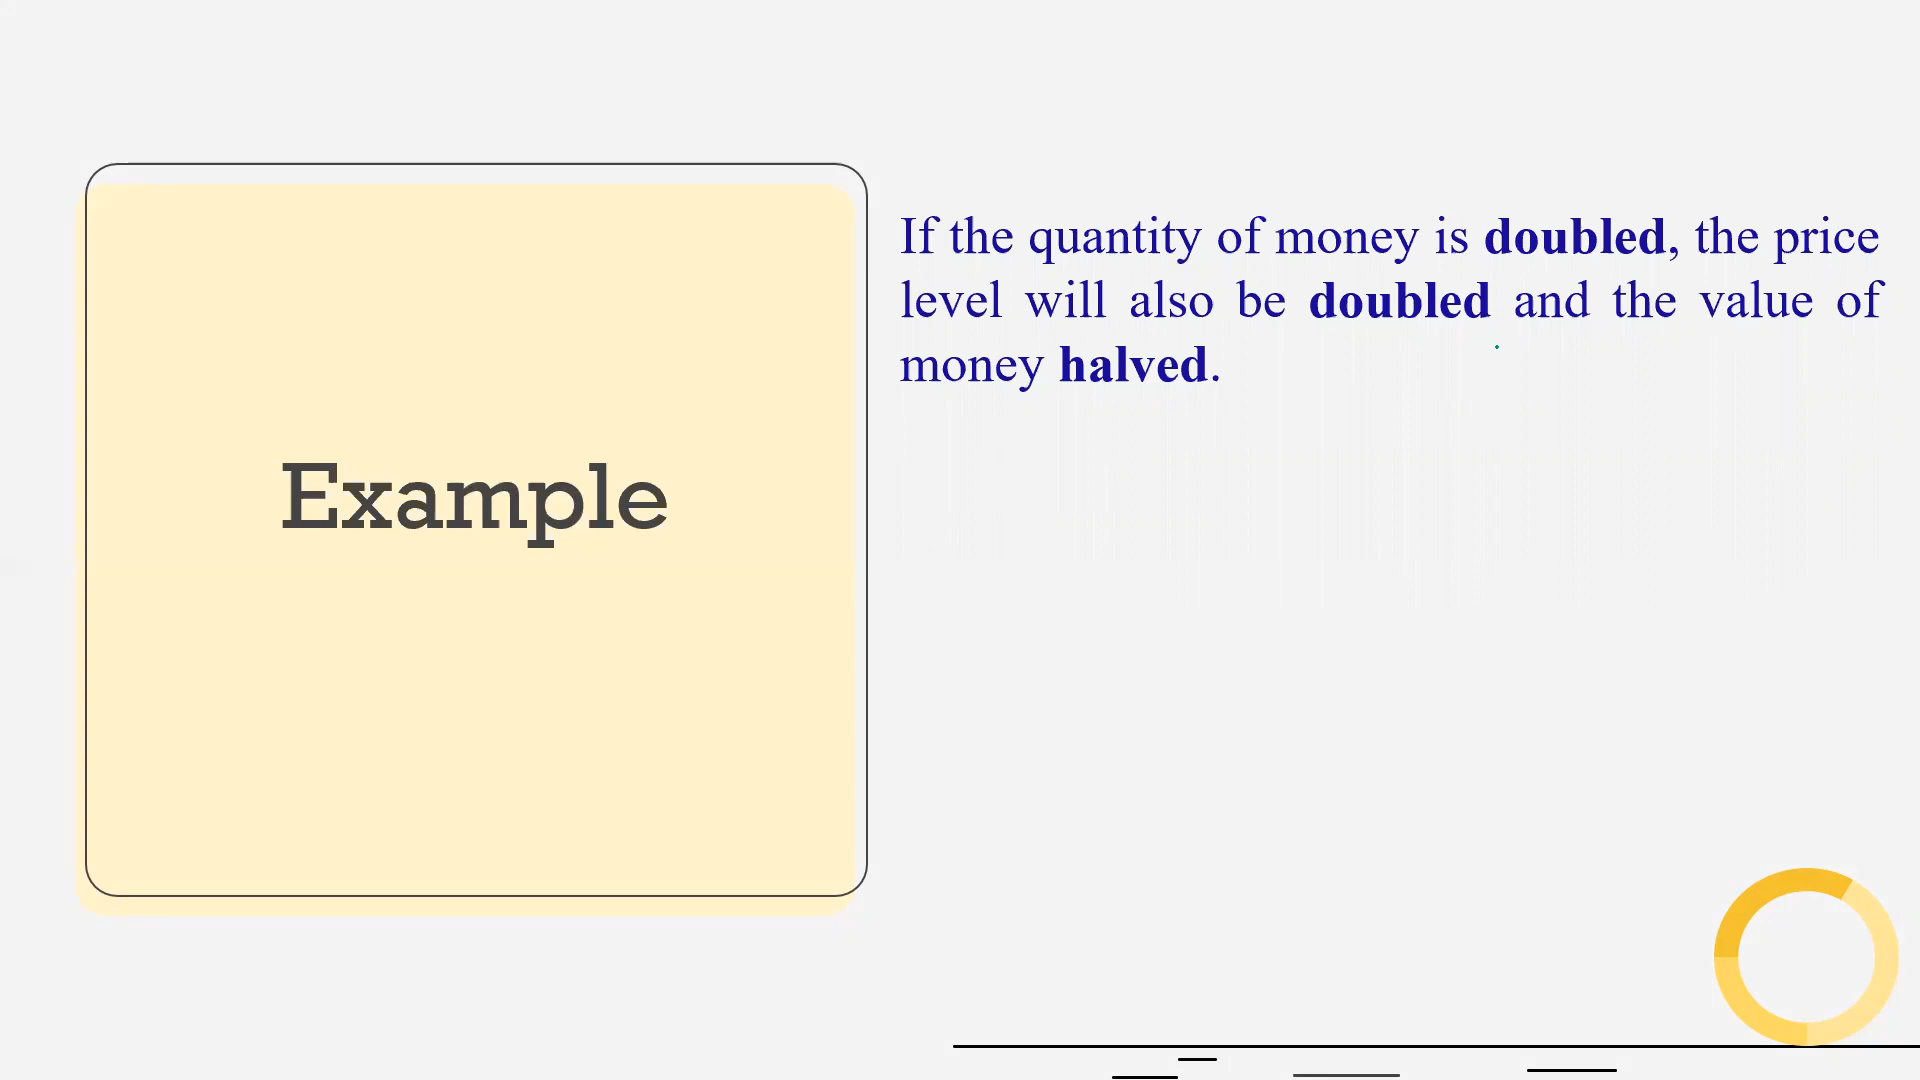 Example
If the quantity of money is doubled, the price
level will also be doubled and the value of
money halved.